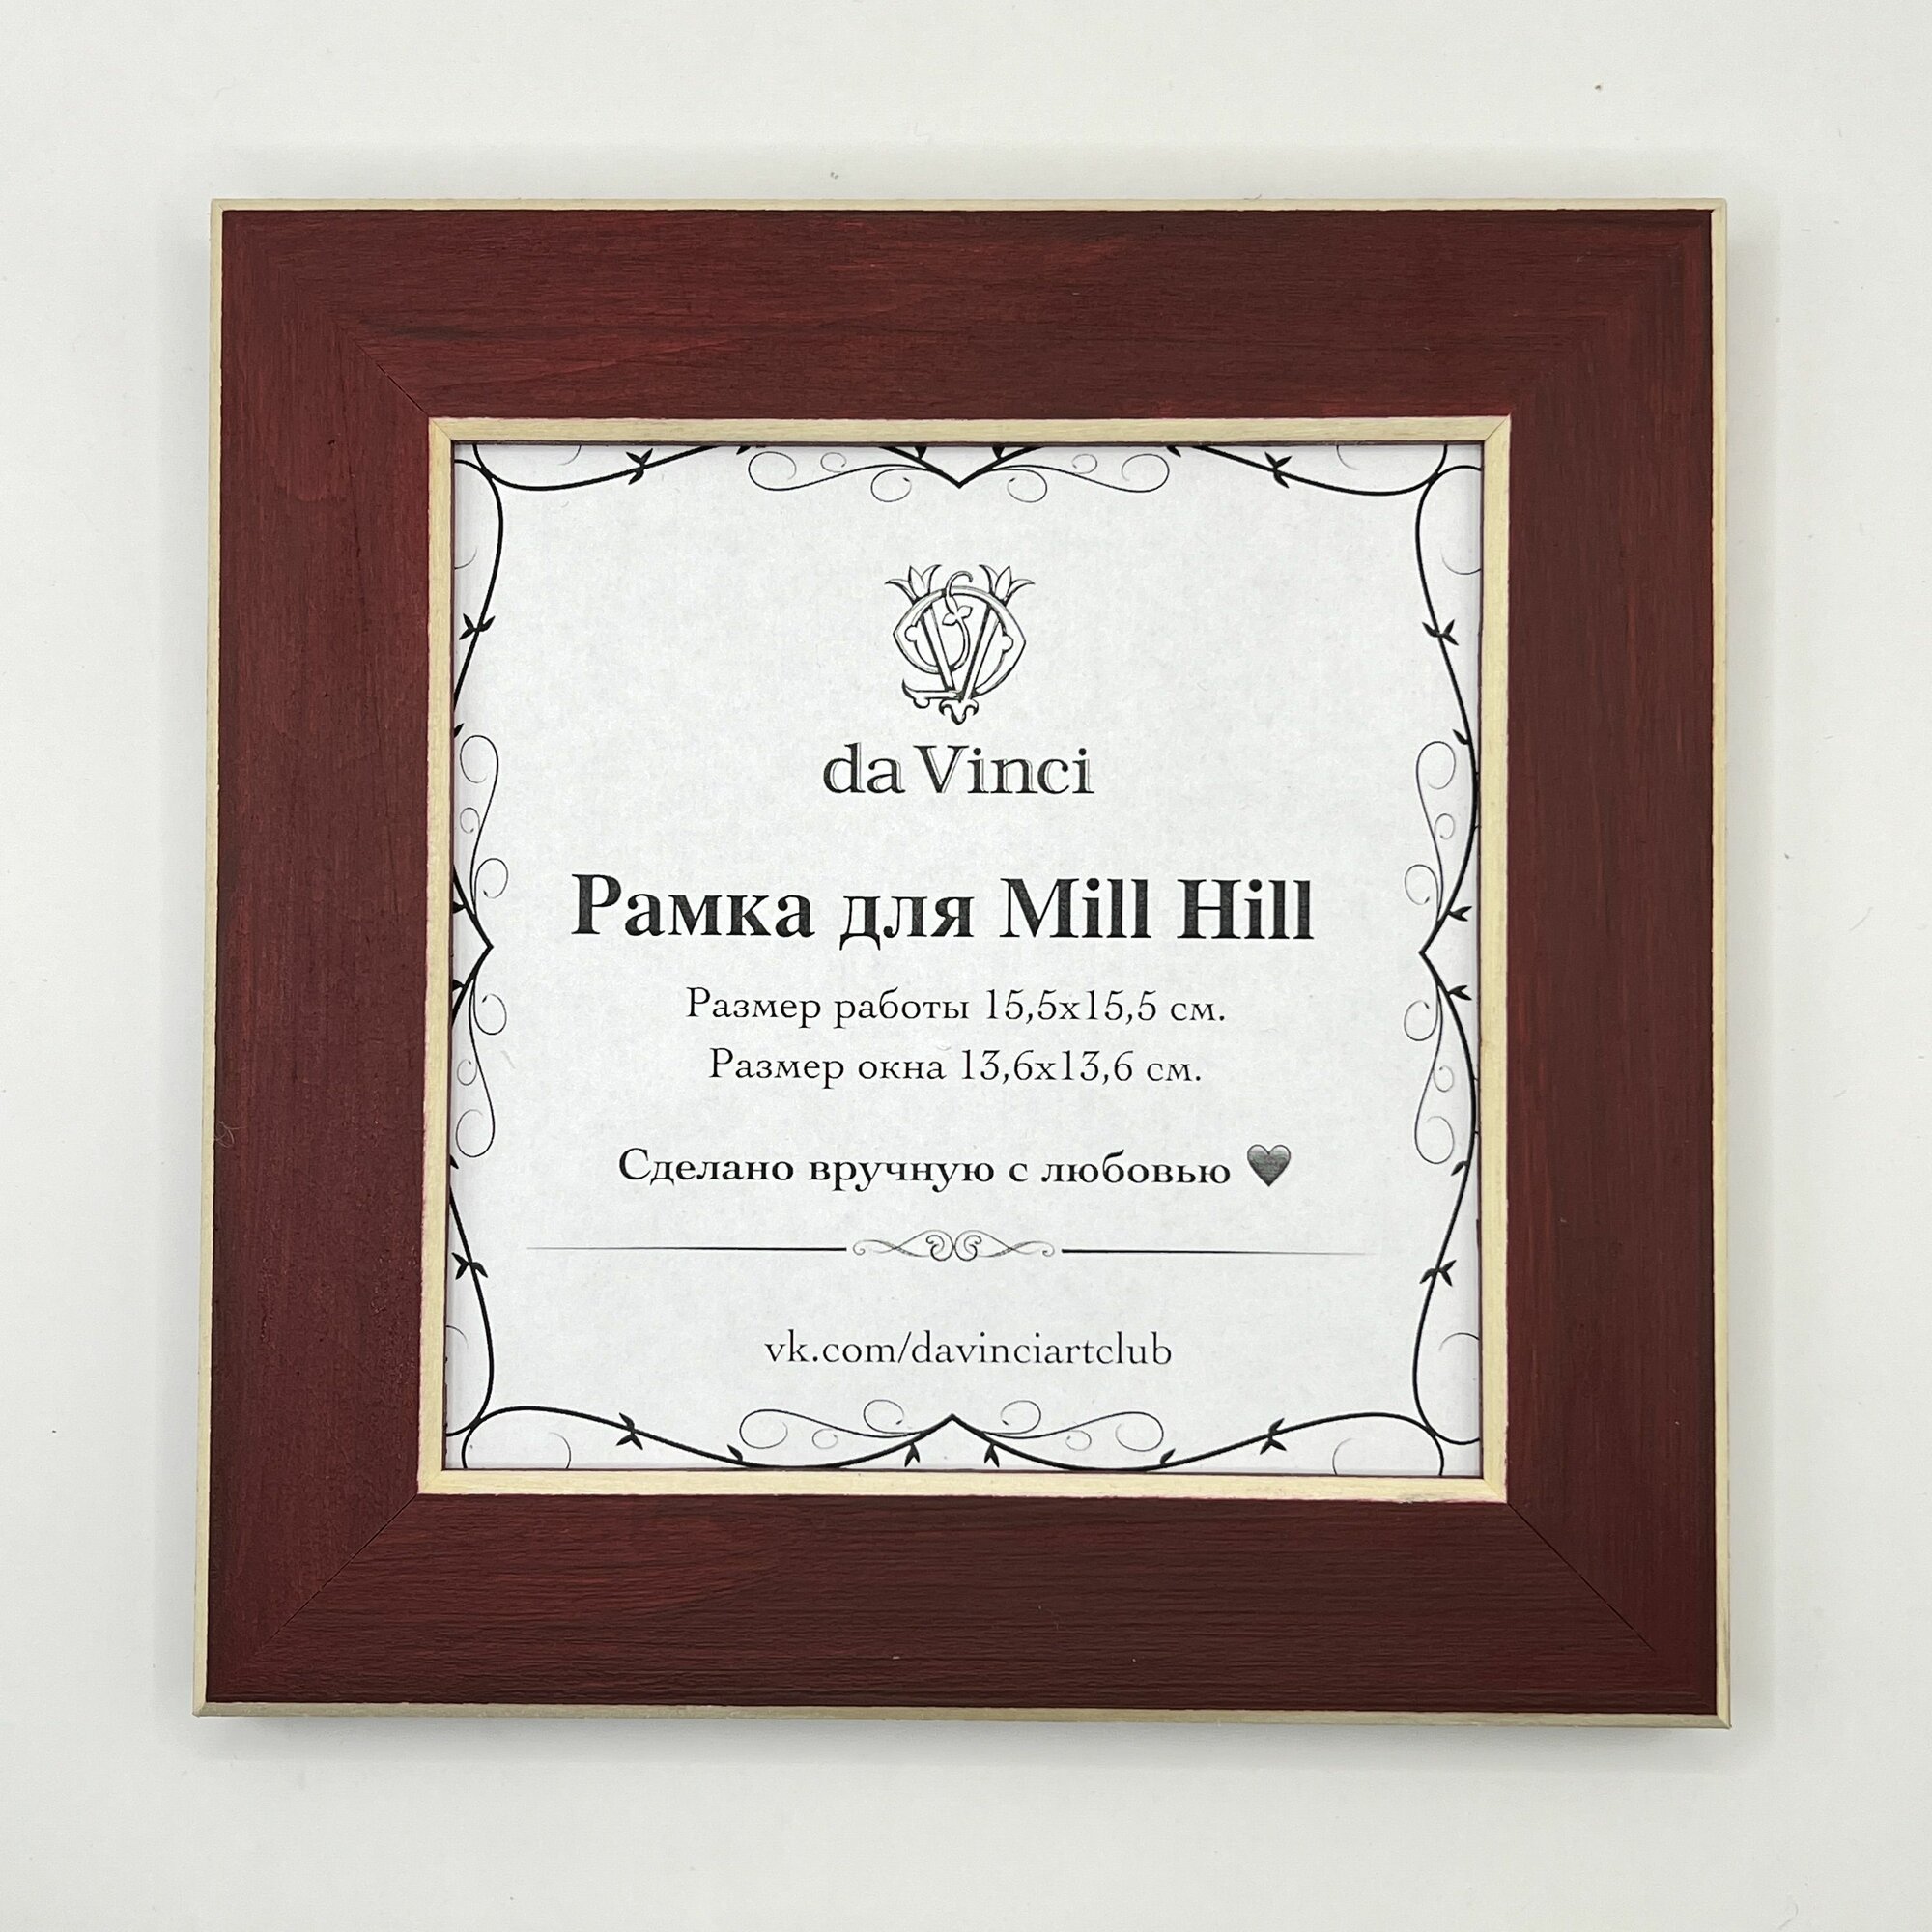 da Vinci
Рамка для Mill Hill
Размер работы 15,5х15,5 см.
Размер окна 13,6х13,6 см.
Сделано вручную с любовью 🖤
vk.com/davinciartclub